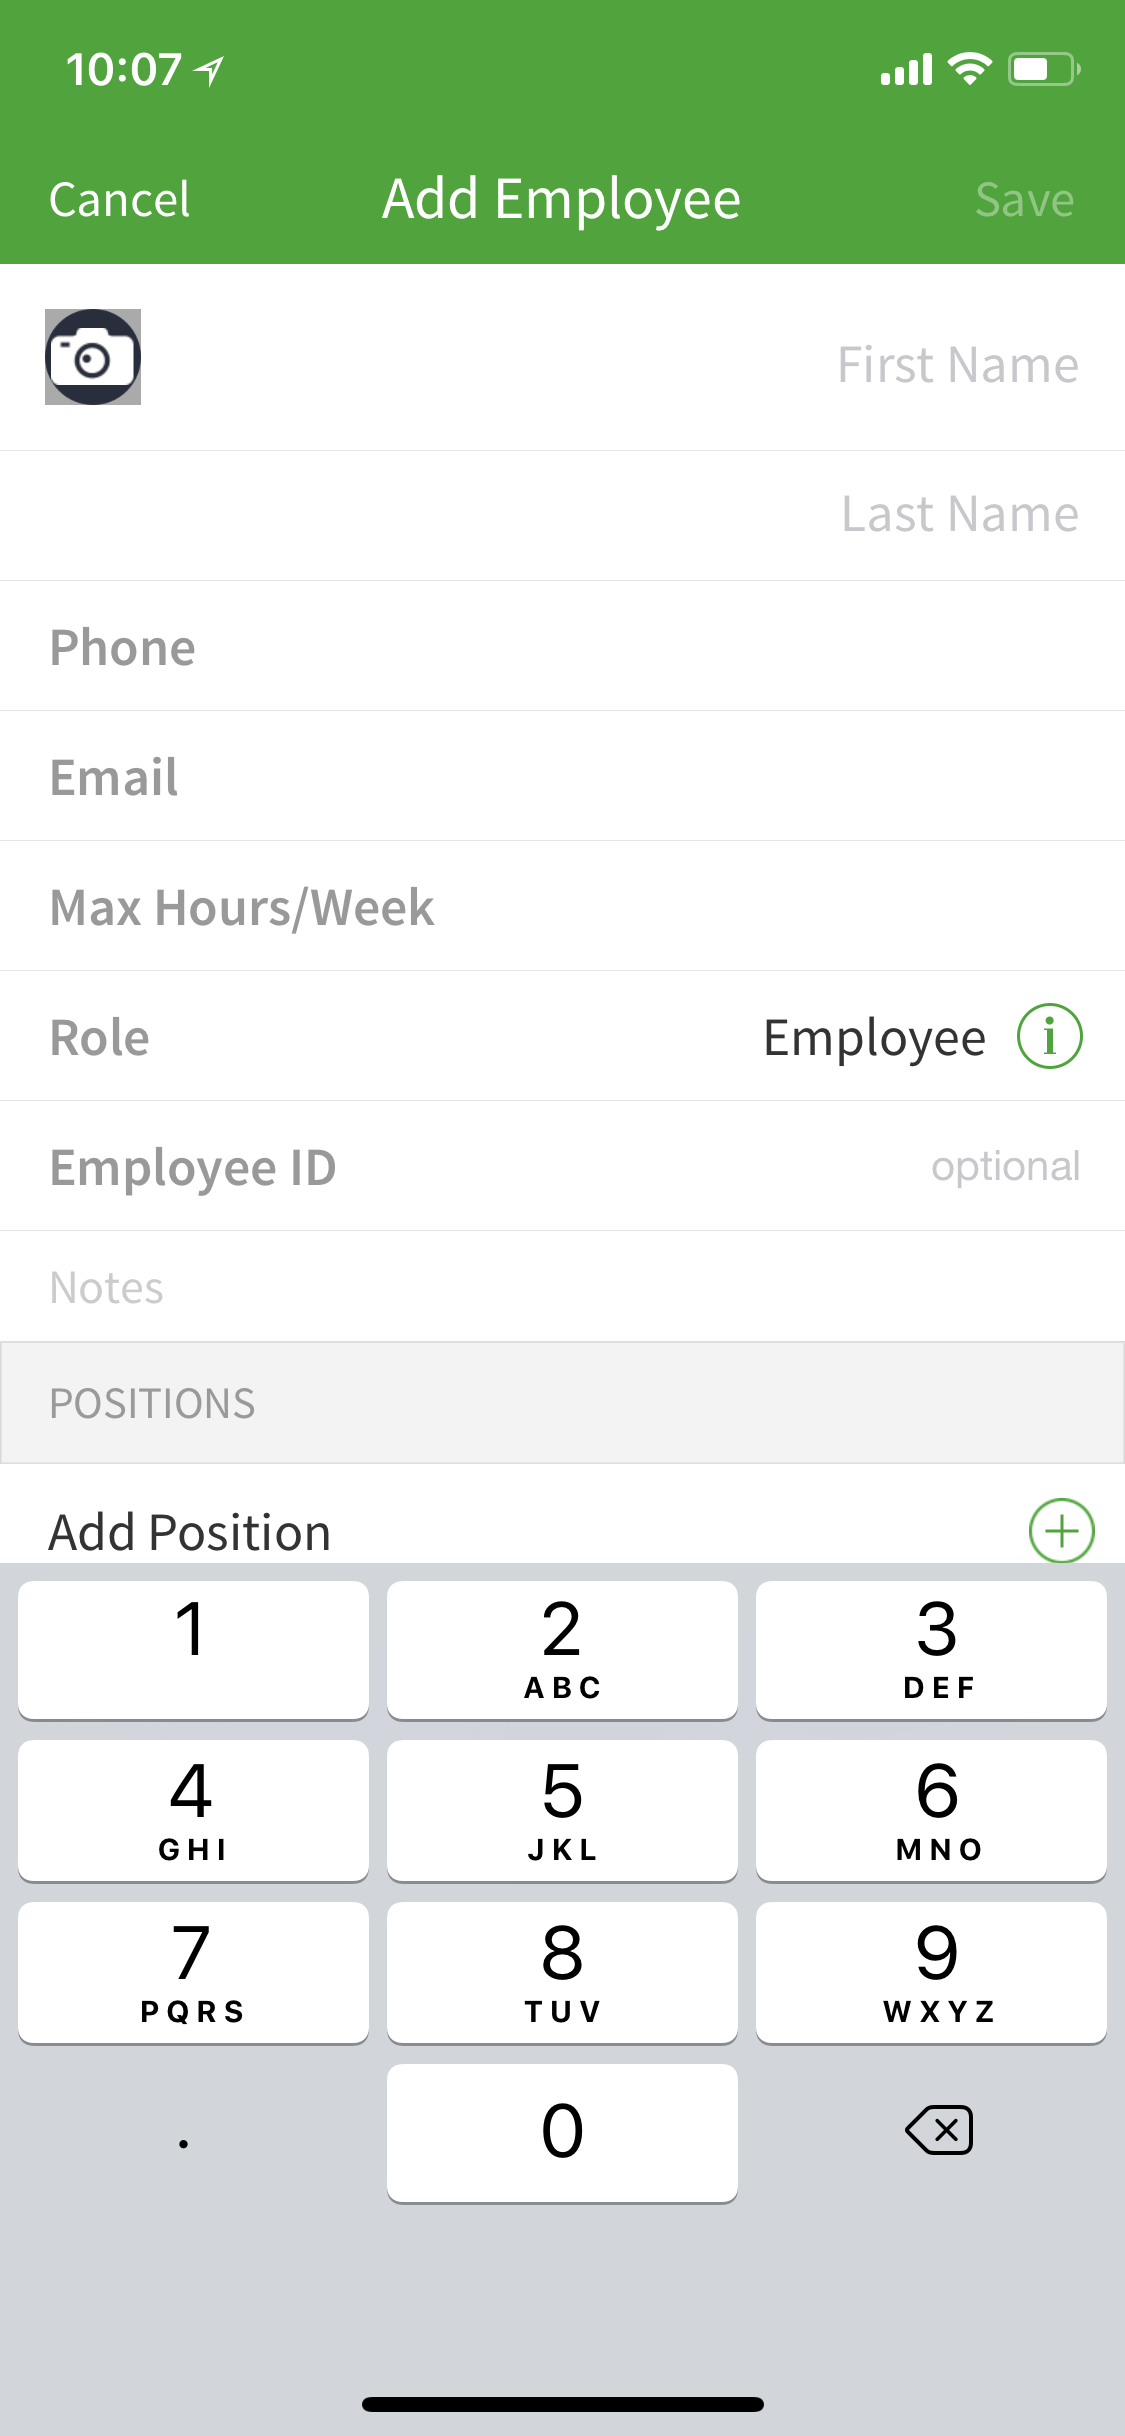 10:07
Cancel Add Employee Save
First Name
Last Name
Phone
Email
Max Hours/Week
Role Employee i
Employee ID optional
Notes
POSITIONS
Add Position
1 2 3
ABC DEF
4 5 6
GHI JKL MNO
7 8 9
PQRS TUV WXYZ
. 0